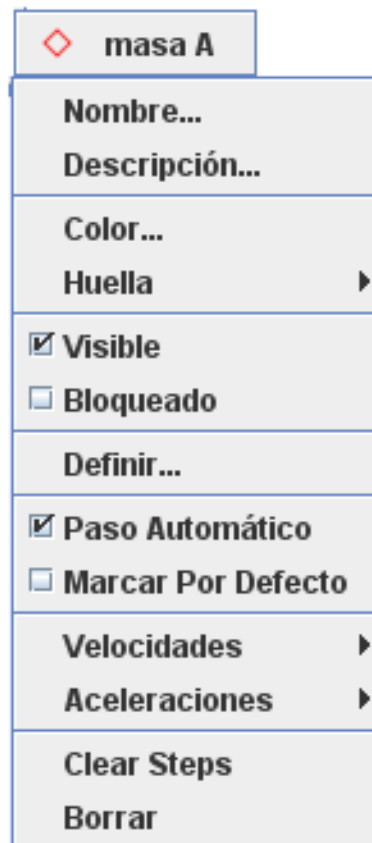 masa A
Nombre...
Descripción...
Color...
Huella
Visible
Bloqueado
Definir...
Paso Automático
Marcar Por Defecto
Velocidades
Aceleraciones
Clear Steps
Borrar